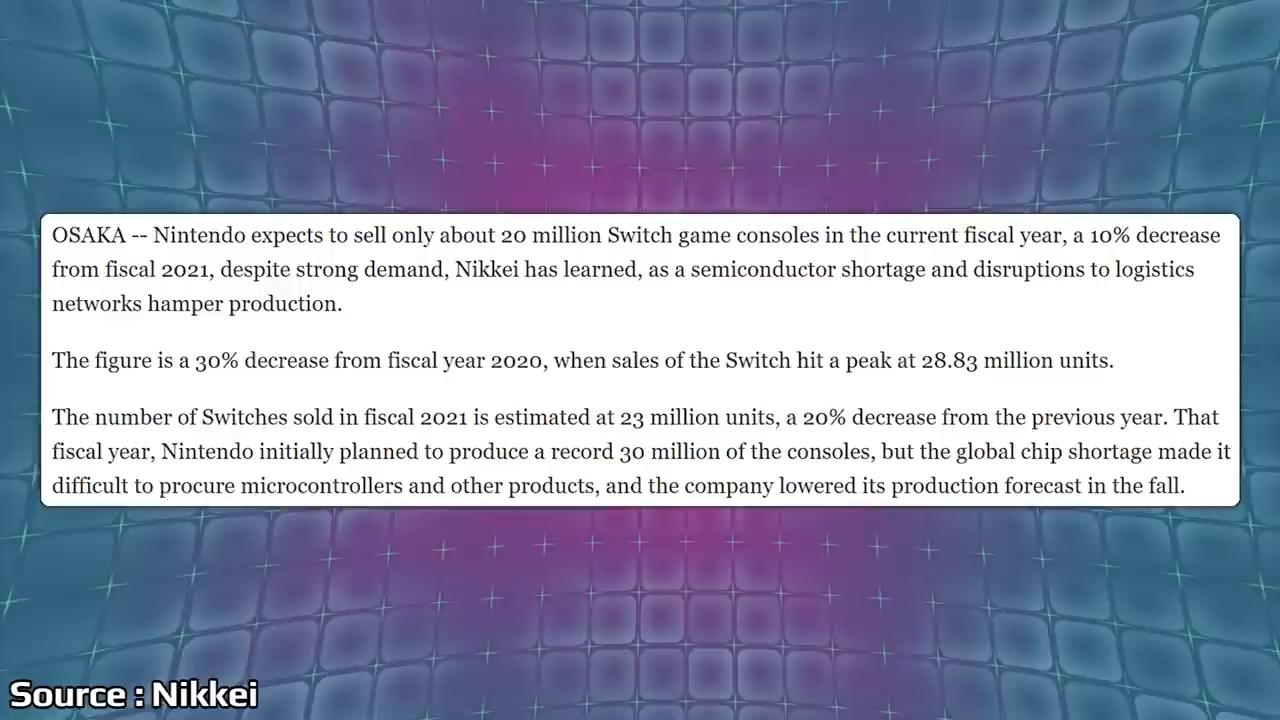 OSAKA -- Nintendo expects to sell only about 20 million Switch game consoles in the current fiscal year, a 10% decrease
from fiscal 2021, despite strong demand, Nikkei has learned, as a semiconductor shortage and disruptions to logistics
networks hamper production.
The figure is a 30% decrease from fiscal year 2020, when sales of the Switch hit a peak at 28.83 million units.
The number of Switches sold in fiscal 2021 is estimated at 23 million units, a 20% decrease from the previous year. That
fiscal year, Nintendo initially planned to produce a record 30 million of the consoles, but the global chip shortage made it
difficult to procure microcontrollers and other products, and the company lowered its production forecast in the fall.
Source : Nikkei